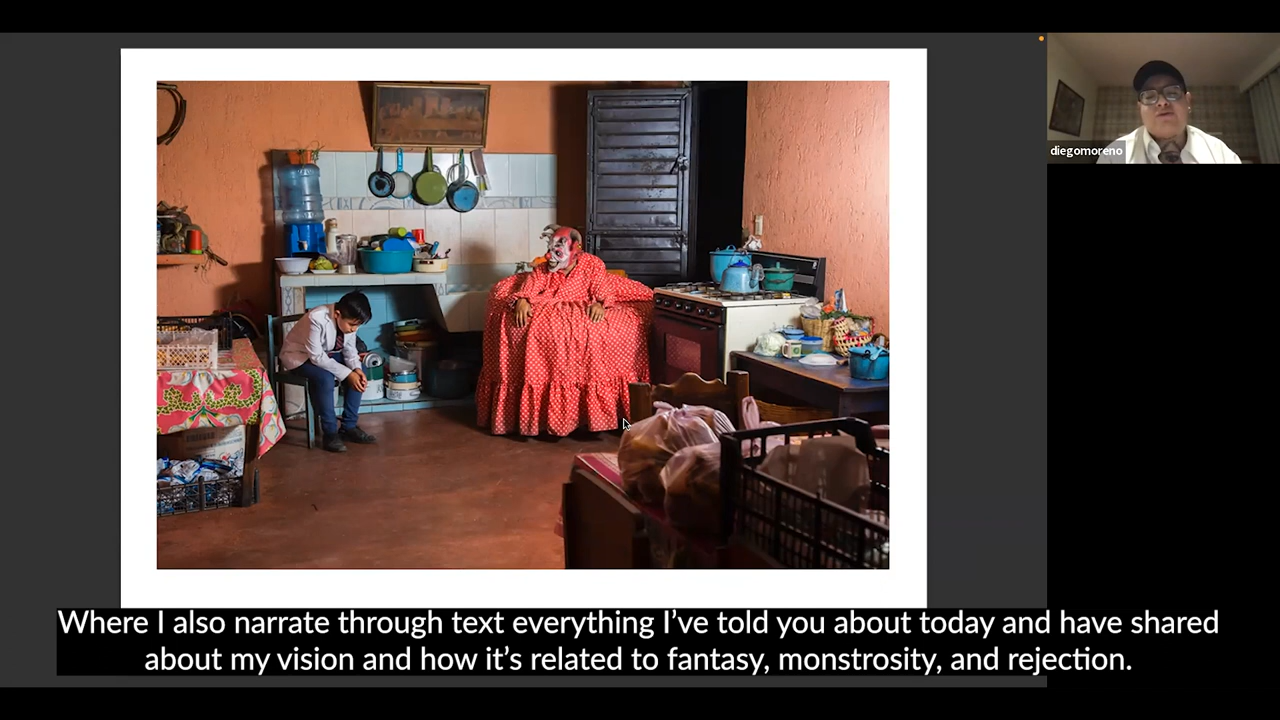 diegomoreno
Where I also narrate through text everything I’ve told you about today and have shared
about my vision and how it’s related to fantasy, monstrosity, and rejection.